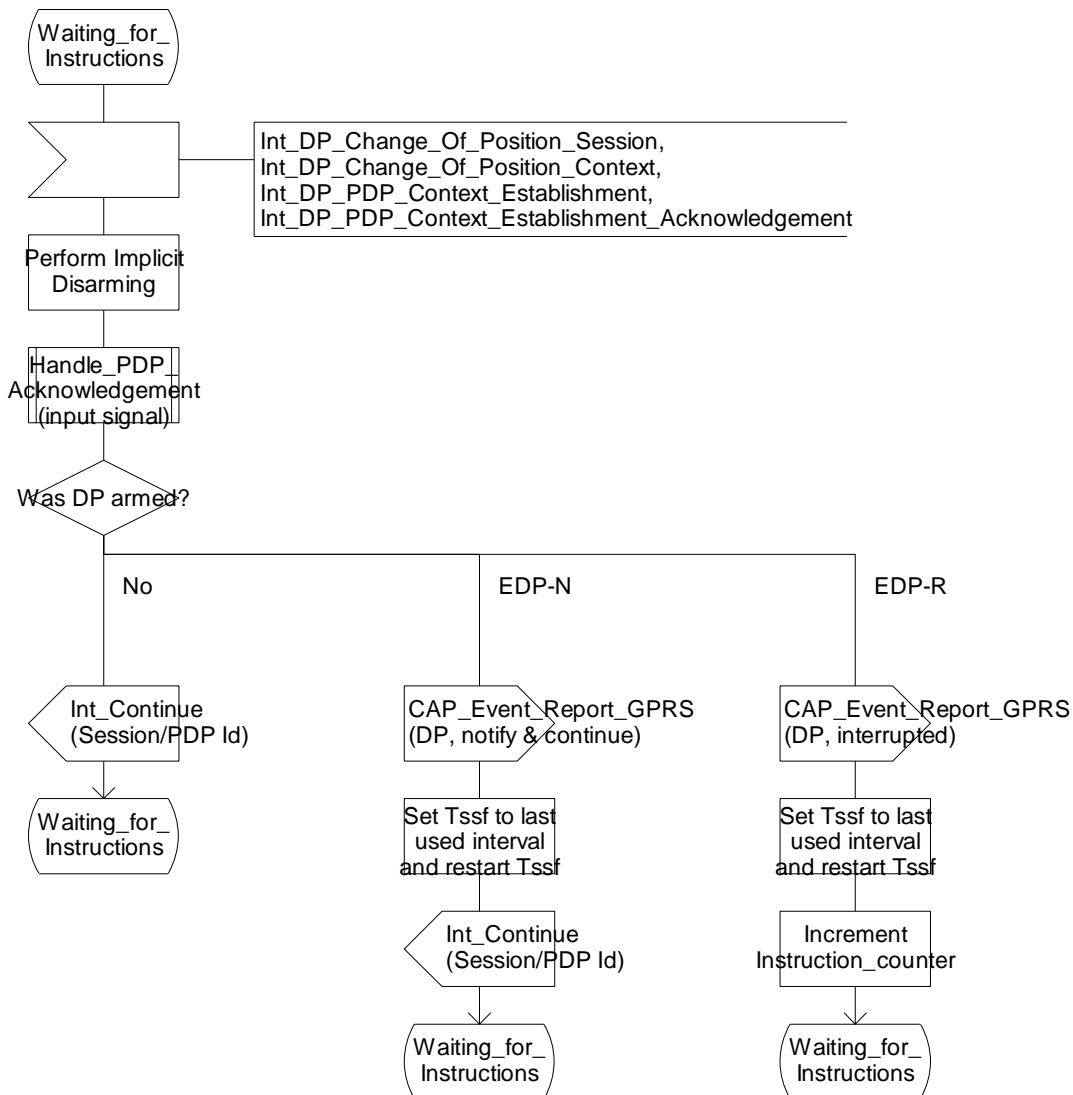 Waiting_for_
Instructions
Int_DP_Change_Of_Position_Session,
Int_DP_Change_Of_Position_Context,
Int_DP_PDP_Context_Establishment,
Int_DP_PDP_Context_Establishment_Acknowledgement
Perform Implicit
Disarming
Handle_PDP_
Acknowledgement
(input signal)
Was DP armed?
No
EDP-N
EDP-R
Int_Continue
(Session/PDP Id)
CAP_Event_Report_GPRS
(DP, notify & continue)
CAP_Event_Report_GPRS
(DP, interrupted)
Waiting_for_
Instructions
Set Tssf to last
used interval
and restart Tssf
Set Tssf to last
used interval
and restart Tssf
Int_Continue
(Session/PDP Id)
Increment
Instruction_counter
Waiting_for_
Instructions
Waiting_for_
Instructions